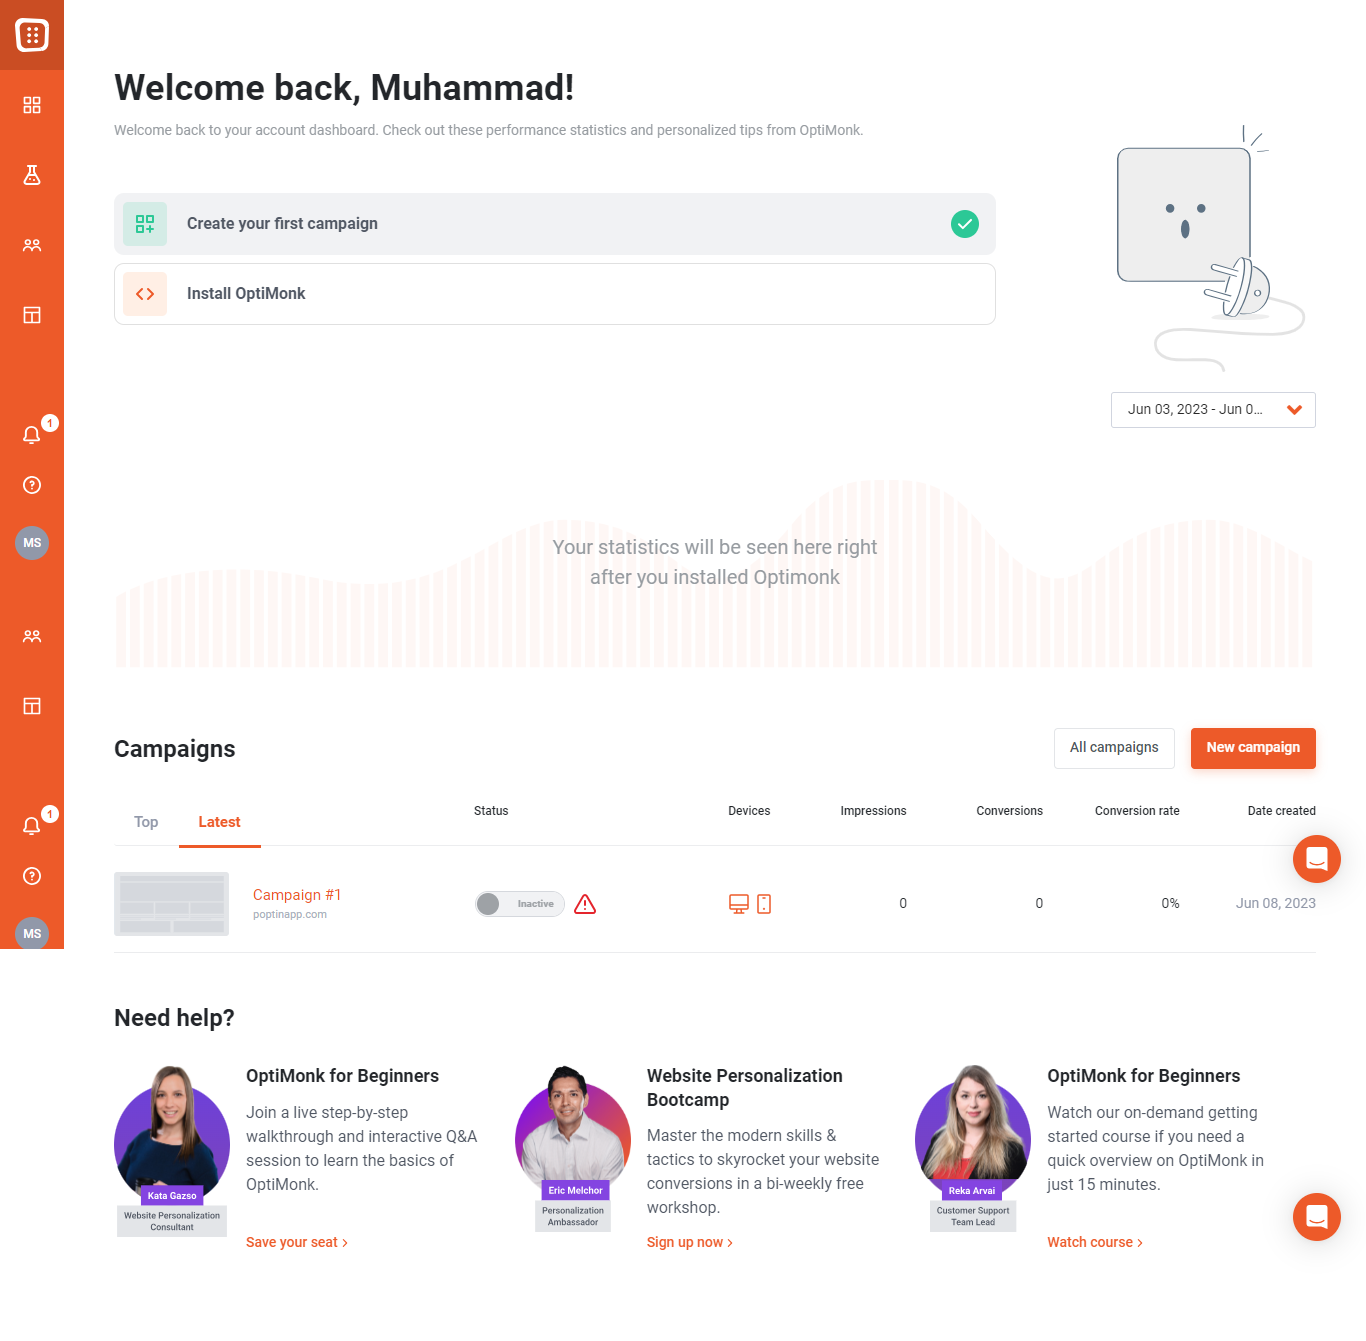 Welcome back, Muhammad!
Welcome back to your account dashboard. Check out these performance statistics and personalized tips from OptiMonk.
Create your first campaign
Install OptiMonk
Jun 03, 2023 - Jun 0...
1
MS
Your statistics will be seen here right
after you installed Optimonk
Campaigns
All campaigns
New campaign
Top
Latest
Status
Devices
Impressions
Conversions
Conversion rate
Date created
1
Campaign #1
poptinapp.com
Inactive
0
0
0%
Jun 08, 2023
MS
Need help?
OptiMonk for Beginners
Join a live step-by-step
walkthrough and interactive Q&A
session to learn the basics of
OptiMonk.
Kata Gazso
Website Personalization
Consultant
Save your seat
Website Personalization
Bootcamp
Master the modern skills &
tactics to skyrocket your website
conversions in a bi-weekly free
workshop.
Eric Melchor
Personalization
Ambassador
Sign up now
OptiMonk for Beginners
Watch our on-demand getting
started course if you need a
quick overview on OptiMonk in
just 15 minutes.
Reka Arvai
Customer Support
Team Lead
Watch course